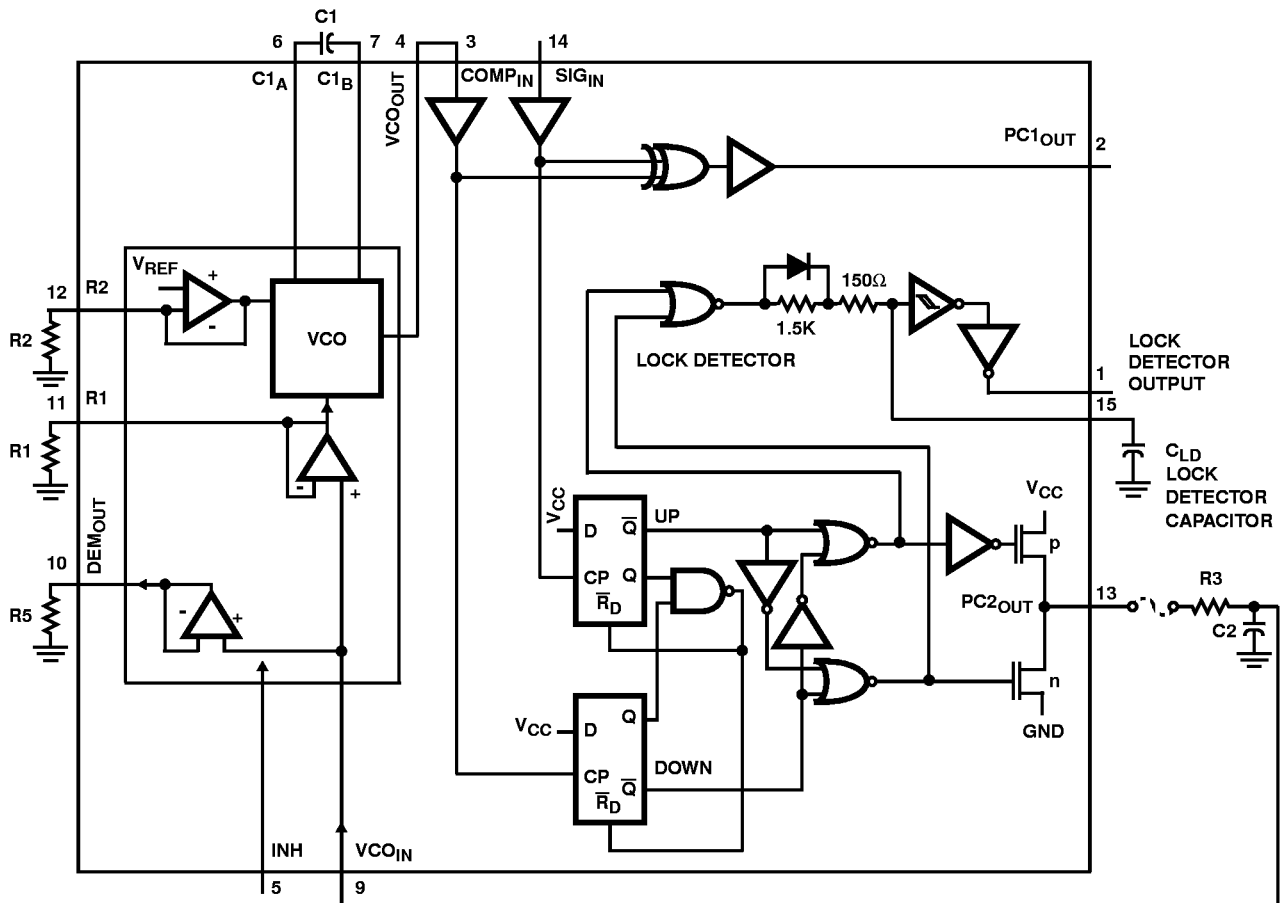 C1
6
7
4
3
14
C1A
C1B
VCOOUT
COMPIN
SIGIN
PC1OUT
2
VREF
+
-
12
R2
R2
VCO
150Ω
1.5K
LOCK DETECTOR
LOCK
DETECTOR
OUTPUT
1
15
11
R1
R1
-
+
CLD
LOCK
DETECTOR
CAPACITOR
VCC
D
Q̅
UP
CP
Q
R̅D
VCC
p
n
GND
PC2OUT
13
R3
C2
DEMOUT
10
R5
-
+
VCC
D
Q
CP
Q̅
R̅D
DOWN
INH
VCOIN
5
9